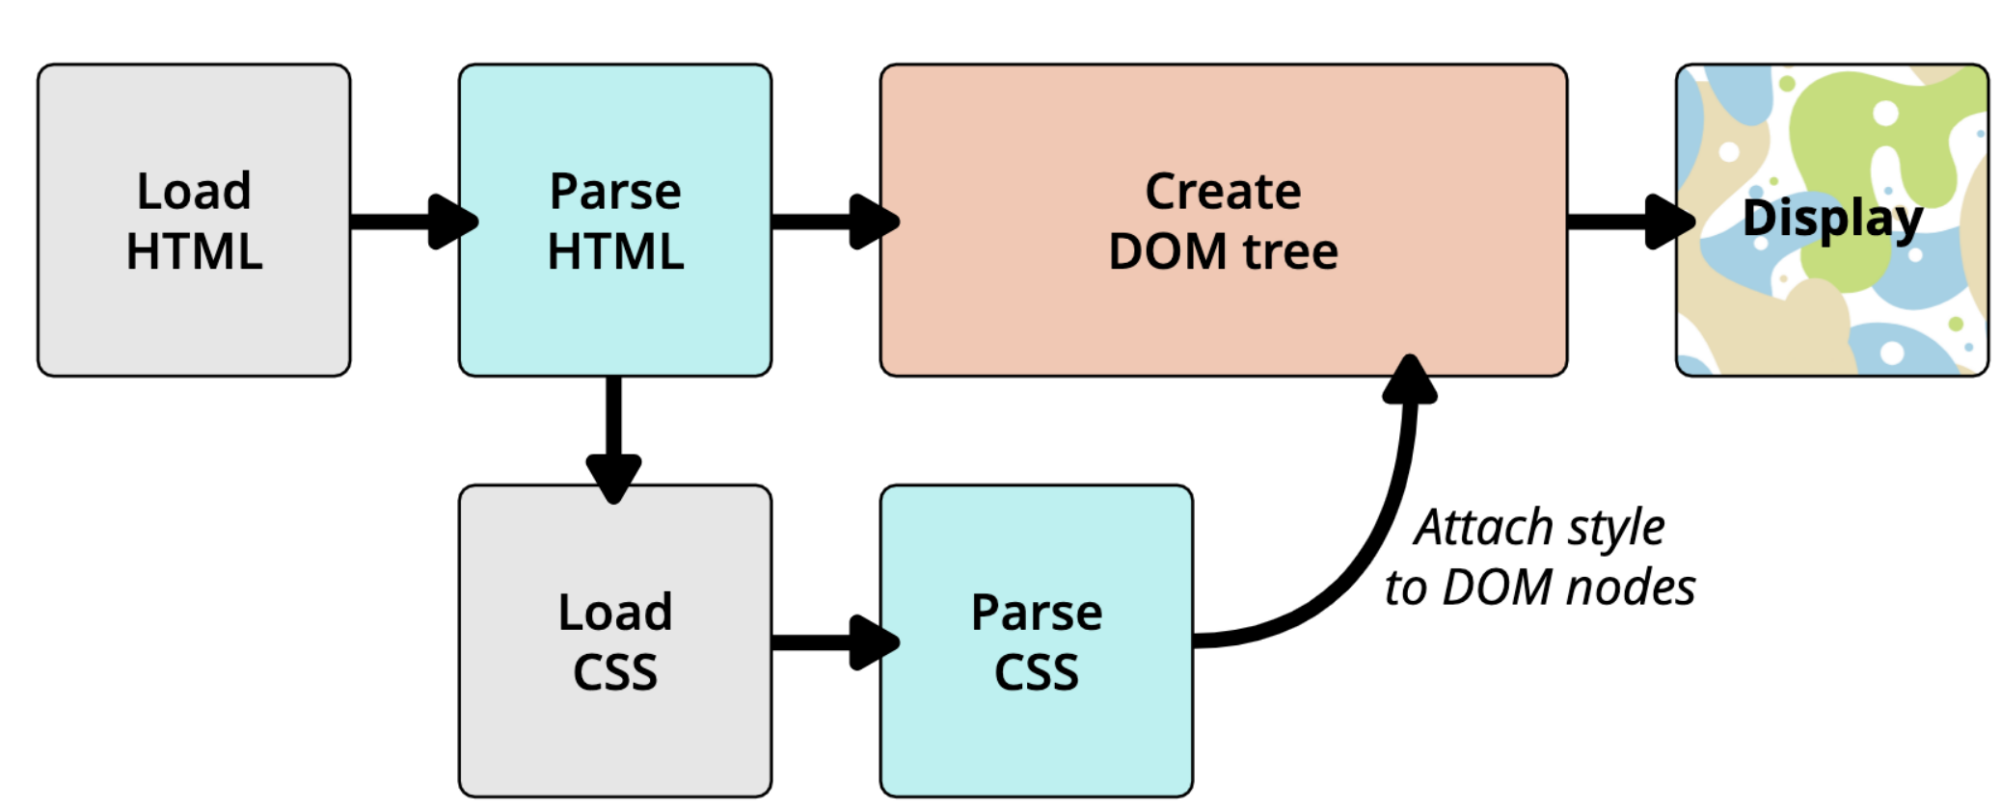 Load
HTML
Parse
HTML
Create
DOM tree
Display
Load
CSS
Parse
CSS
Attach style
to DOM nodes